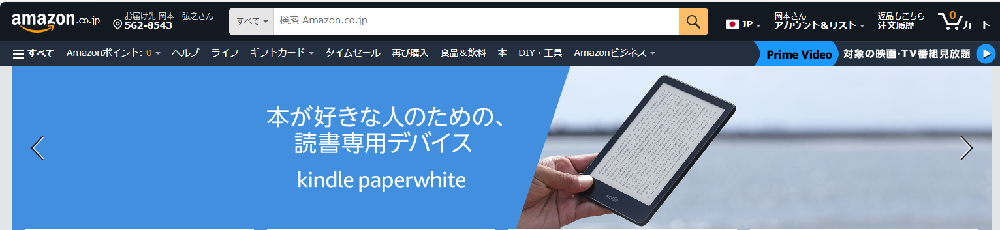 amazon.co.jp
お届け先 岡本 弘之さん
562-8543
すべて
検索 Amazon.co.jp
JP
岡本さん
アカウント&リスト
返品もこちら
注文履歴
0
カート
すべて
Amazonポイント: 0
ヘルプ
ライフ
ギフトカード
タイムセール
再び購入
食品&飲料
本
DIY・工具
Amazonビジネス
Prime Video
対象の映画・TV番組見放題
本が好きな人のための、
読書専用デバイス
kindle paperwhite
kindle